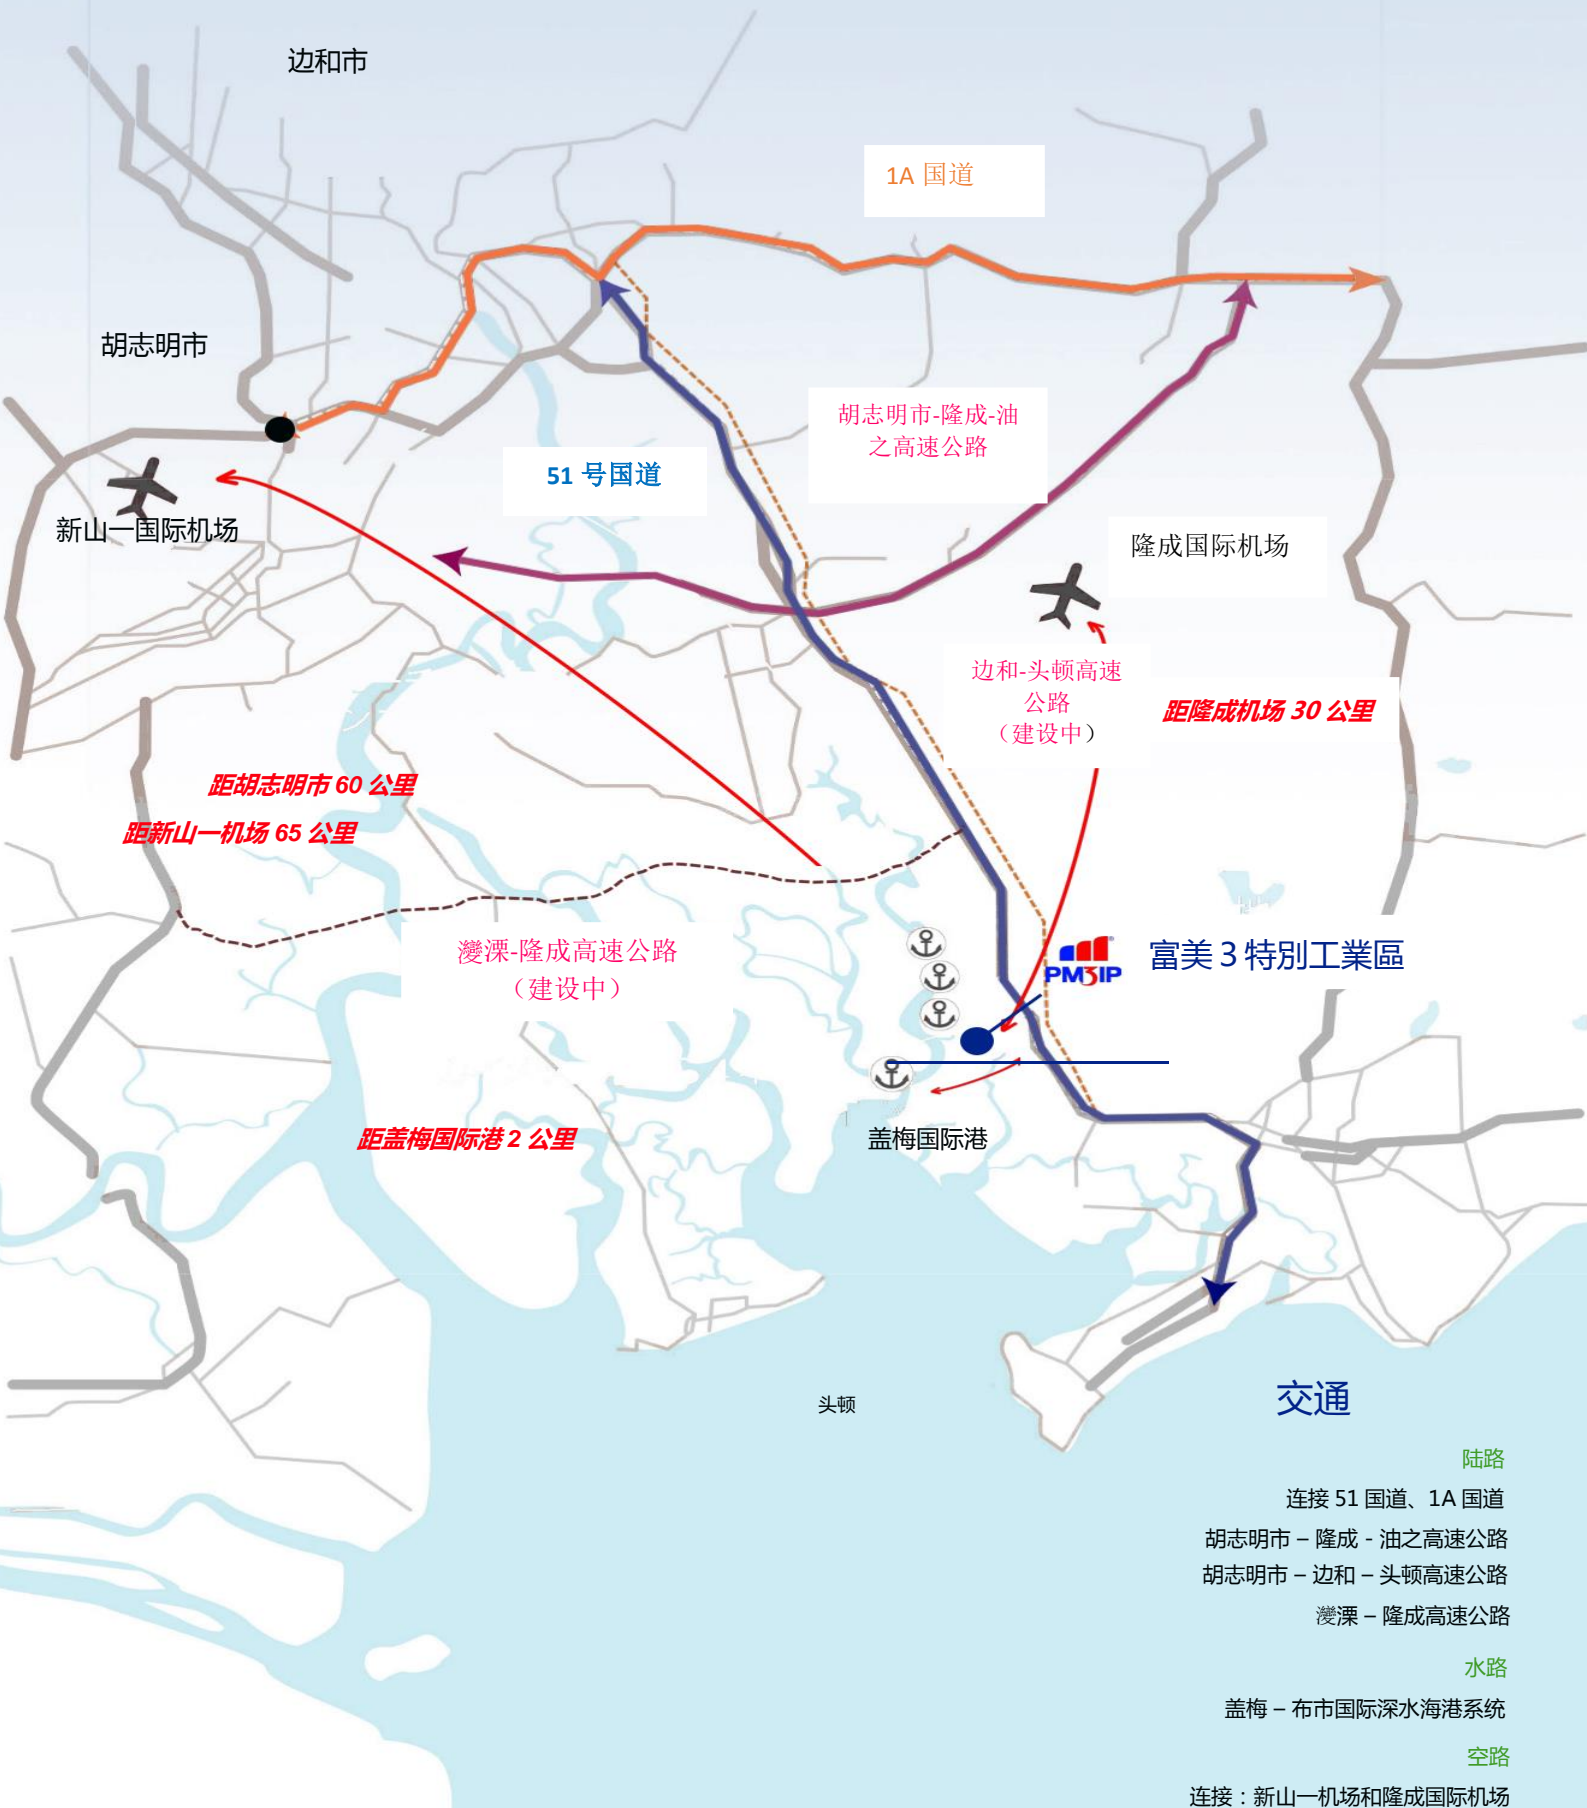 边和市
1A 国道
胡志明市
胡志明市-隆成-油
之高速公路
51 号国道
新山一国际机场
隆成国际机场
边和-头顿高速
公路
（建设中）
距隆成机场 30 公里
距胡志明市 60 公里
距新山一机场 65 公里
灣溧-隆成高速公路
（建设中）
PM3IP
富美 3 特別工業區
距盖梅国际港 2 公里
盖梅国际港
头顿
交通
陆路
连接 51 国道、1A 国道
胡志明市 – 隆成 - 油之高速公路
胡志明市 – 边和 – 头顿高速公路
灣溧 – 隆成高速公路
水路
盖梅 – 布市国际深水海港系统
空路
连接：新山一机场和隆成国际机场